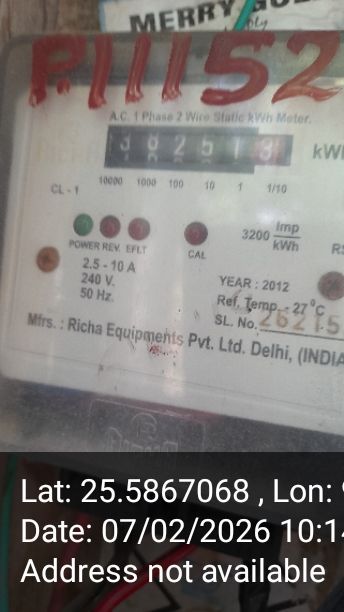 MERRY
P.11152
A.C. 1 Phase 2 Wire Static kWh Meter.
kWh
CL - 1
10000 1000 100 10 1 1/10
POWER REV. EFLT
CAL
3200 Imp/kWh
2.5 - 10 A
240 V.
50 Hz.
YEAR : 2012
Ref. Temp. - 27°C
SL. No. 26215
Mfrs. : Richa Equipments Pvt. Ltd. Delhi, (INDIA
Lat: 25.5867068 , Lon:
Date: 07/02/2026 10:14
Address not available